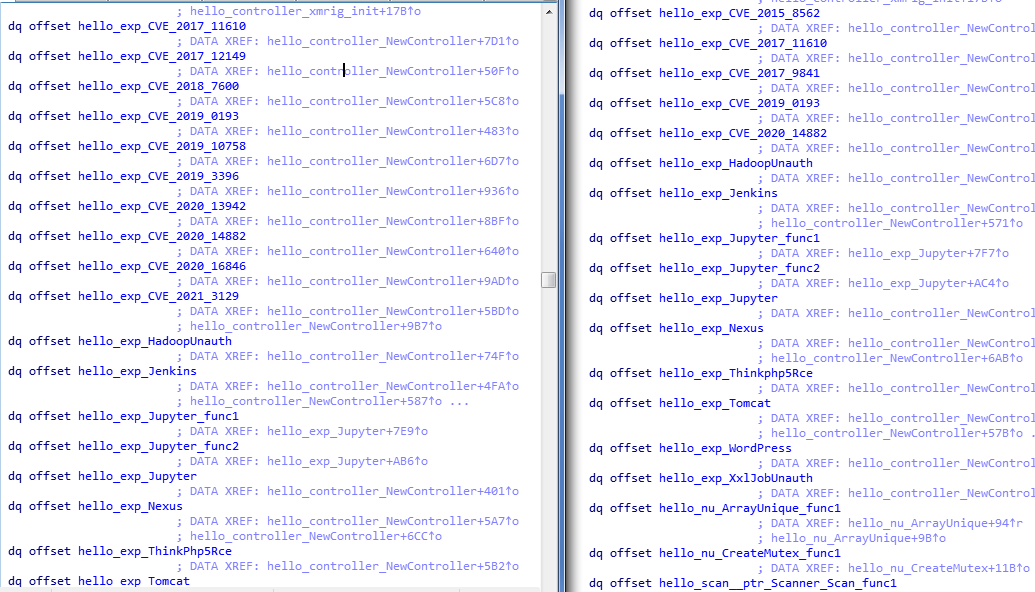 ; hello_controller_xmrig_init+17B↑o
dq offset hello_exp_CVE_2017_11610
; DATA XREF: hello_controller_NewController+7D1↑o
dq offset hello_exp_CVE_2017_12149
; DATA XREF: hello_controller_NewController+50F↑o
dq offset hello_exp_CVE_2018_7600
; DATA XREF: hello_controller_NewController+5C8↑o
dq offset hello_exp_CVE_2019_0193
; DATA XREF: hello_controller_NewController+483↑o
dq offset hello_exp_CVE_2019_10758
; DATA XREF: hello_controller_NewController+6D7↑o
dq offset hello_exp_CVE_2019_3396
; DATA XREF: hello_controller_NewController+936↑o
dq offset hello_exp_CVE_2020_13942
; DATA XREF: hello_controller_NewController+8BF↑o
dq offset hello_exp_CVE_2020_14882
; DATA XREF: hello_controller_NewController+640↑o
dq offset hello_exp_CVE_2020_16846
; DATA XREF: hello_controller_NewController+9AD↑o
dq offset hello_exp_CVE_2021_3129
; DATA XREF: hello_controller_NewController+5BD↑o
; hello_controller_NewController+9B7↑o
dq offset hello_exp_HadoopUnauth
; DATA XREF: hello_controller_NewController+74F↑o
dq offset hello_exp_Jenkins
; DATA XREF: hello_controller_NewController+4FA↑o
; hello_controller_NewController+587↑o ...
dq offset hello_exp_Jupyter_func1
; DATA XREF: hello_exp_Jupyter+7E9↑o
dq offset hello_exp_Jupyter_func2
; DATA XREF: hello_exp_Jupyter+AB6↑o
dq offset hello_exp_Jupyter
; DATA XREF: hello_controller_NewController+401↑o
dq offset hello_exp_Nexus
; DATA XREF: hello_controller_NewController+5A7↑o
; hello_controller_NewController+6CC↑o
dq offset hello_exp_ThinkPhp5Rce
; DATA XREF: hello_controller_NewController+5B2↑o
dq offset hello_exp_Tomcat
dq offset hello_exp_CVE_2015_8562
; DATA XREF: hello_controller_NewControl
dq offset hello_exp_CVE_2017_11610
; DATA XREF: hello_controller_NewControl
dq offset hello_exp_CVE_2017_9841
; DATA XREF: hello_controller_NewControl
dq offset hello_exp_CVE_2019_0193
; DATA XREF: hello_controller_NewControl
dq offset hello_exp_CVE_2020_14882
; DATA XREF: hello_controller_NewControl
dq offset hello_exp_HadoopUnauth
; DATA XREF: hello_controller_NewControl
dq offset hello_exp_Jenkins
; DATA XREF: hello_controller_NewControl
; hello_controller_NewController+571↑o
dq offset hello_exp_Jupyter_func1
; DATA XREF: hello_exp_Jupyter+7F7↑o
dq offset hello_exp_Jupyter_func2
; DATA XREF: hello_exp_Jupyter+AC4↑o
dq offset hello_exp_Jupyter
; DATA XREF: hello_controller_NewControl
dq offset hello_exp_Nexus
; DATA XREF: hello_controller_NewControl
; hello_controller_NewController+6AB↑o
dq offset hello_exp_Thinkphp5Rce
; DATA XREF: hello_controller_NewControl
dq offset hello_exp_Tomcat
; DATA XREF: hello_controller_NewControl
; hello_controller_NewController+57B↑o .
dq offset hello_exp_WordPress
; DATA XREF: hello_controller_NewControl
dq offset hello_exp_XxlJobUnauth
; DATA XREF: hello_controller_NewControl
dq offset hello_nu_ArrayUnique_func1
; DATA XREF: hello_nu_ArrayUnique+94↑r
; hello_nu_ArrayUnique+9B↑o
dq offset hello_nu_CreateMutex_func1
; DATA XREF: hello_nu_CreateMutex+11B↑o
dq offset hello_scan__ptr_Scanner_Scan_func1